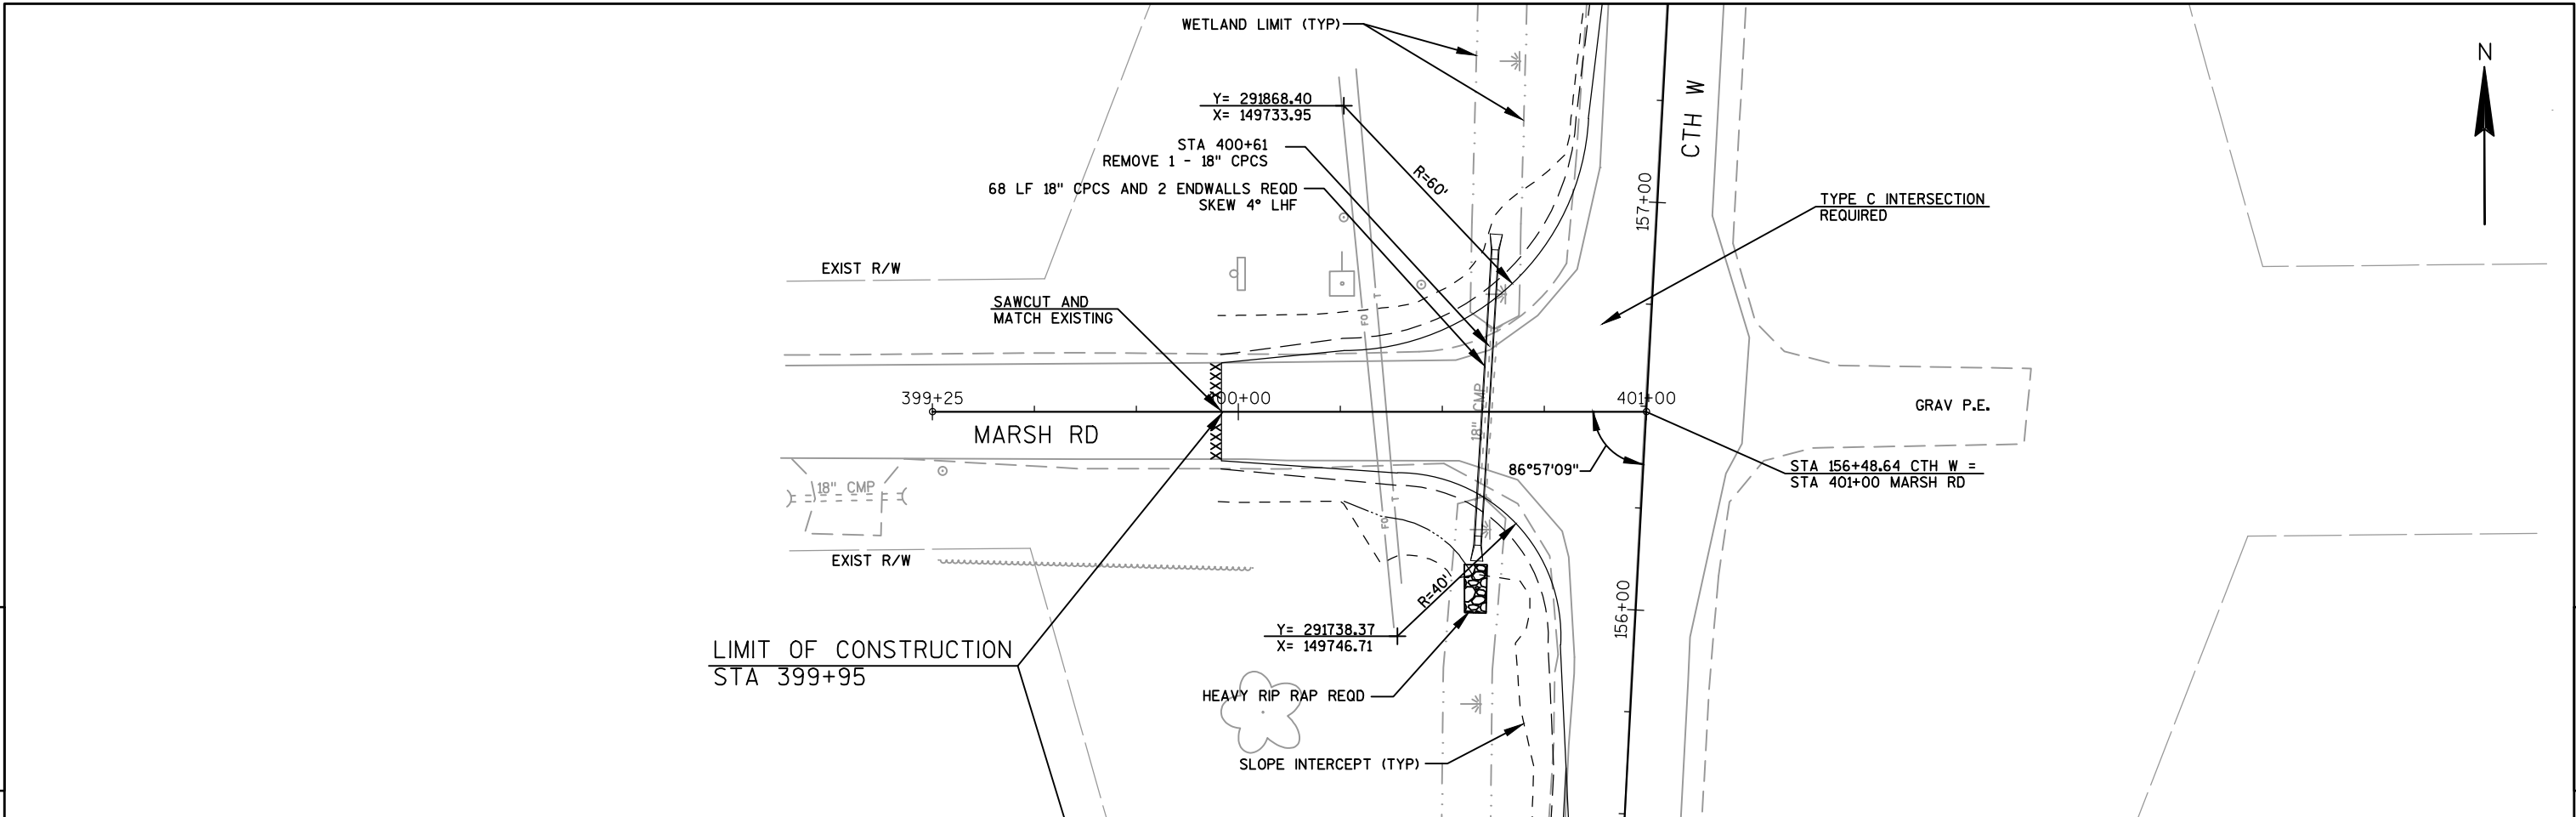 WETLAND LIMIT (TYP)
N
Y= 291868.40
X= 149733.95
CTH W
STA 400+61
REMOVE 1 - 18" CPCS
68 LF 18" CPCS AND 2 ENDWALLS REQD
SKEW 4° LHF
R=60'
157+00
TYPE C INTERSECTION
REQUIRED
EXIST R/W
SAWCUT AND
MATCH EXISTING
T
FO
399+25
400+00
401+00
GRAV P.E.
MARSH RD
18" CMP
86°57'09"
STA 156+48.64 CTH W =
STA 401+00 MARSH RD
18" CMP
T
FO
EXIST R/W
R=40'
156+00
Y= 291738.37
X= 149746.71
LIMIT OF CONSTRUCTION
STA 399+95
HEAVY RIP RAP REQD
SLOPE INTERCEPT (TYP)